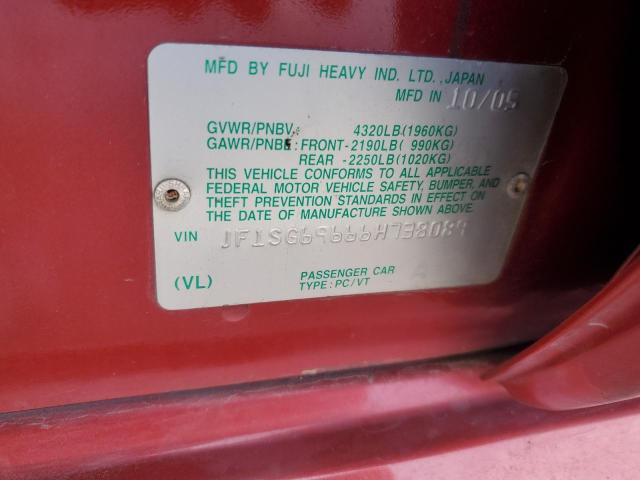 MFD BY FUJI HEAVY IND. LTD., JAPAN
MFD IN 10/05
GVWR/PNBV: 4320LB(1960KG)
GAWR/PNBE:FRONT-2190LB( 990KG)
REAR -2250LB(1020KG)
THIS VEHICLE CONFORMS TO ALL APPLICABLE
FEDERAL MOTOR VEHICLE SAFETY, BUMPER, AND
THEFT PREVENTION STANDARDS IN EFFECT ON
THE DATE OF MANUFACTURE SHOWN ABOVE.
VIN
(VL)
PASSENGER CAR
TYPE:PC/VT